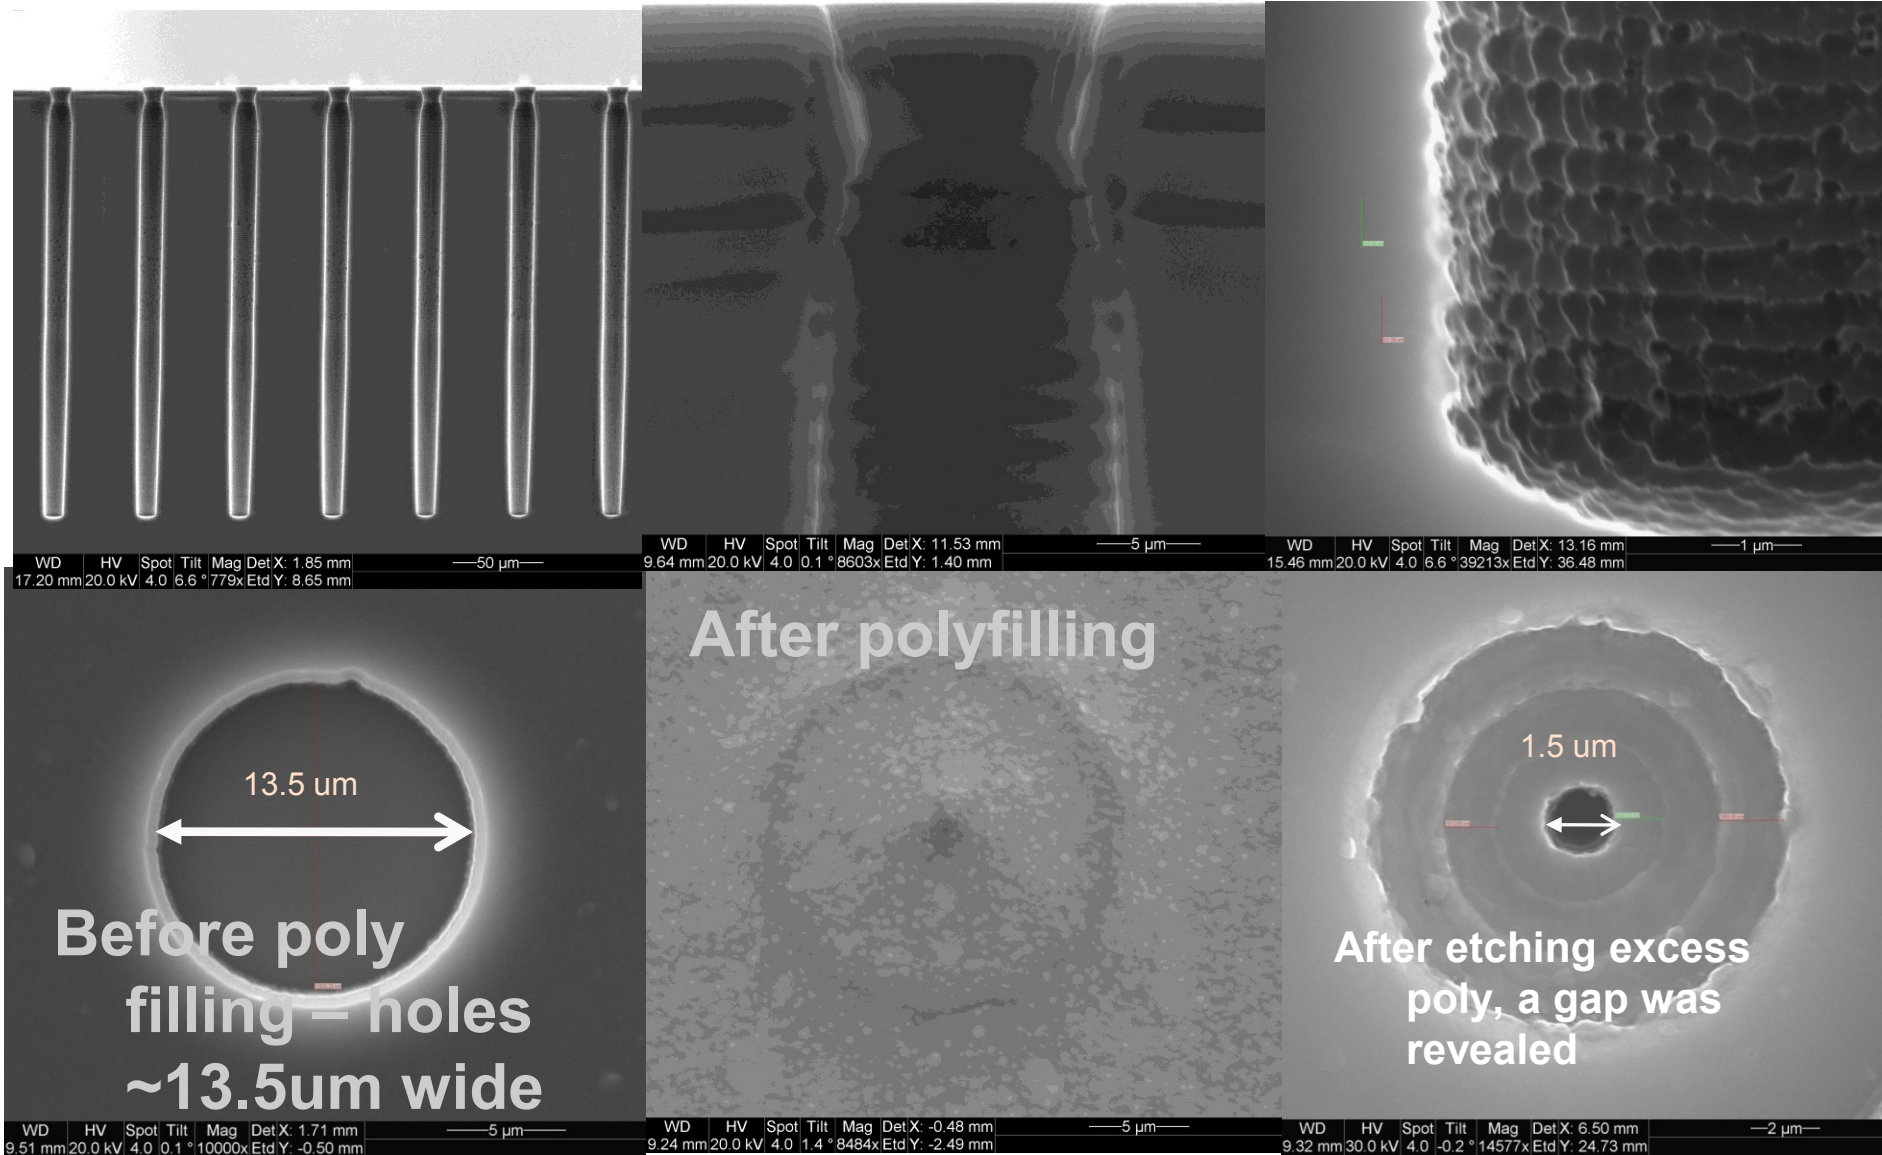 WD HV Spot Tilt Mag Det X: 1.85 mm —50 µm—
17.20 mm 20.0 kV 4.0 6.6 ° 779x Etd Y: 8.65 mm
WD HV Spot Tilt Mag Det X: 11.53 mm —5 µm—
9.64 mm 20.0 kV 4.0 0.1 ° 8603x Etd Y: 1.40 mm
WD HV Spot Tilt Mag Det X: 13.16 mm —1 µm—
15.46 mm 20.0 kV 4.0 6.6 ° 39213x Etd Y: 36.48 mm
13.5 um
Before poly
filling – holes
~13.5um wide
WD HV Spot Tilt Mag Det X: 1.71 mm —5 µm—
9.51 mm 20.0 kV 4.0 0.1 ° 10000x Etd Y: -0.50 mm
After polyfilling
WD HV Spot Tilt Mag Det X: -0.48 mm —5 µm—
9.24 mm 20.0 kV 4.0 1.4 ° 8484x Etd Y: -2.49 mm
1.5 um
After etching excess
poly, a gap was
revealed
WD HV Spot Tilt Mag Det X: 6.50 mm —2 µm—
9.32 mm 30.0 kV 4.0 -0.2 ° 14577x Etd Y: 24.73 mm